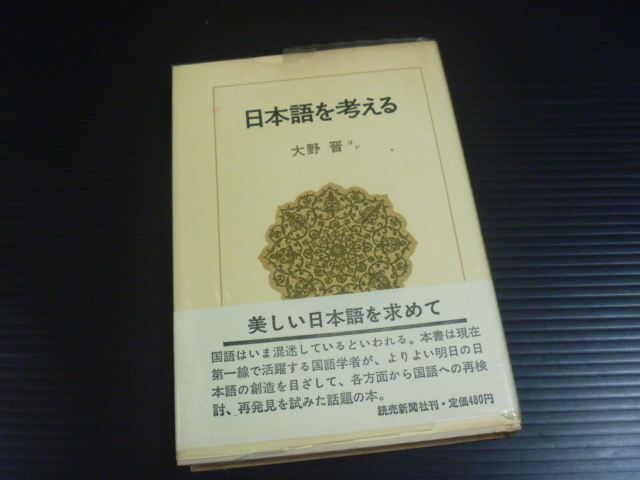 日本語を考える
大野 晋 ほか
美しい日本語を求めて
国語はいま混迷しているといわれる。本書は現在
第一線で活躍する国語学者が、よりよい明日の日
本語の創造を目ざして、各方面から国語への再検
討、再発見を試みた話題の本。
読売新聞社刊・定価480円